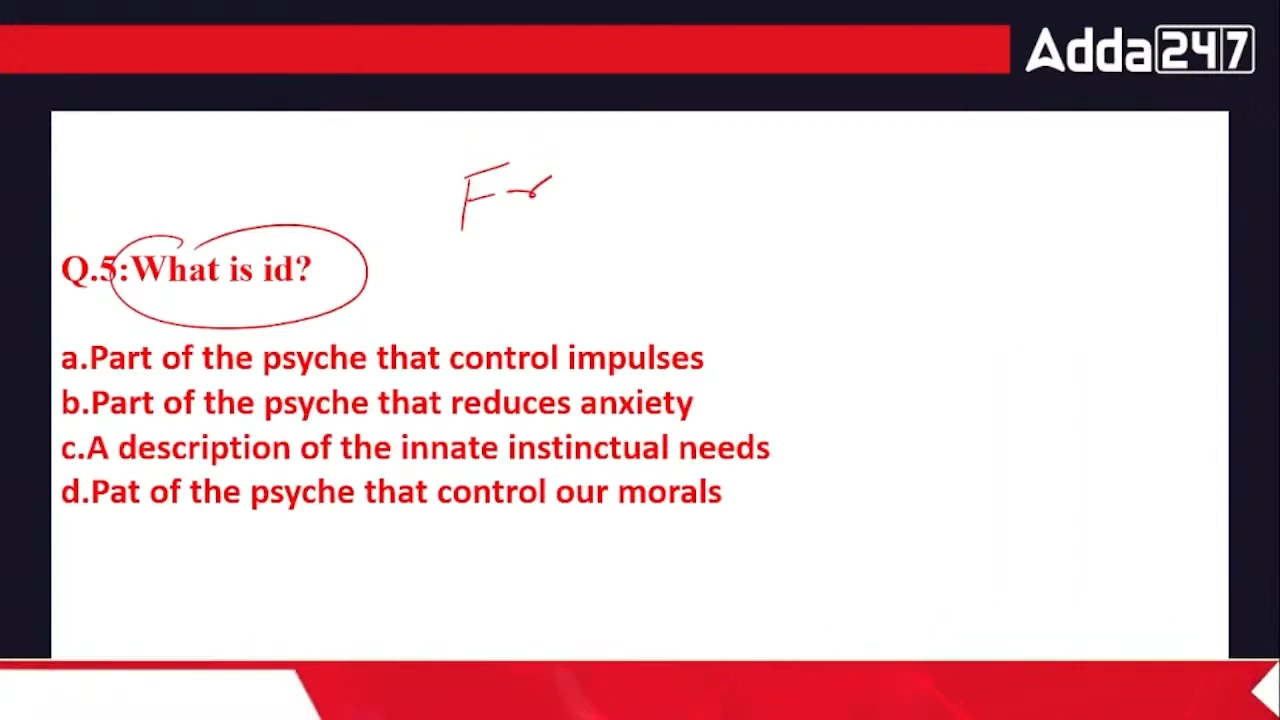 Adda247
Fr
Q.5:What is id?
a.Part of the psyche that control impulses
b.Part of the psyche that reduces anxiety
c.A description of the innate instinctual needs
d.Pat of the psyche that control our morals